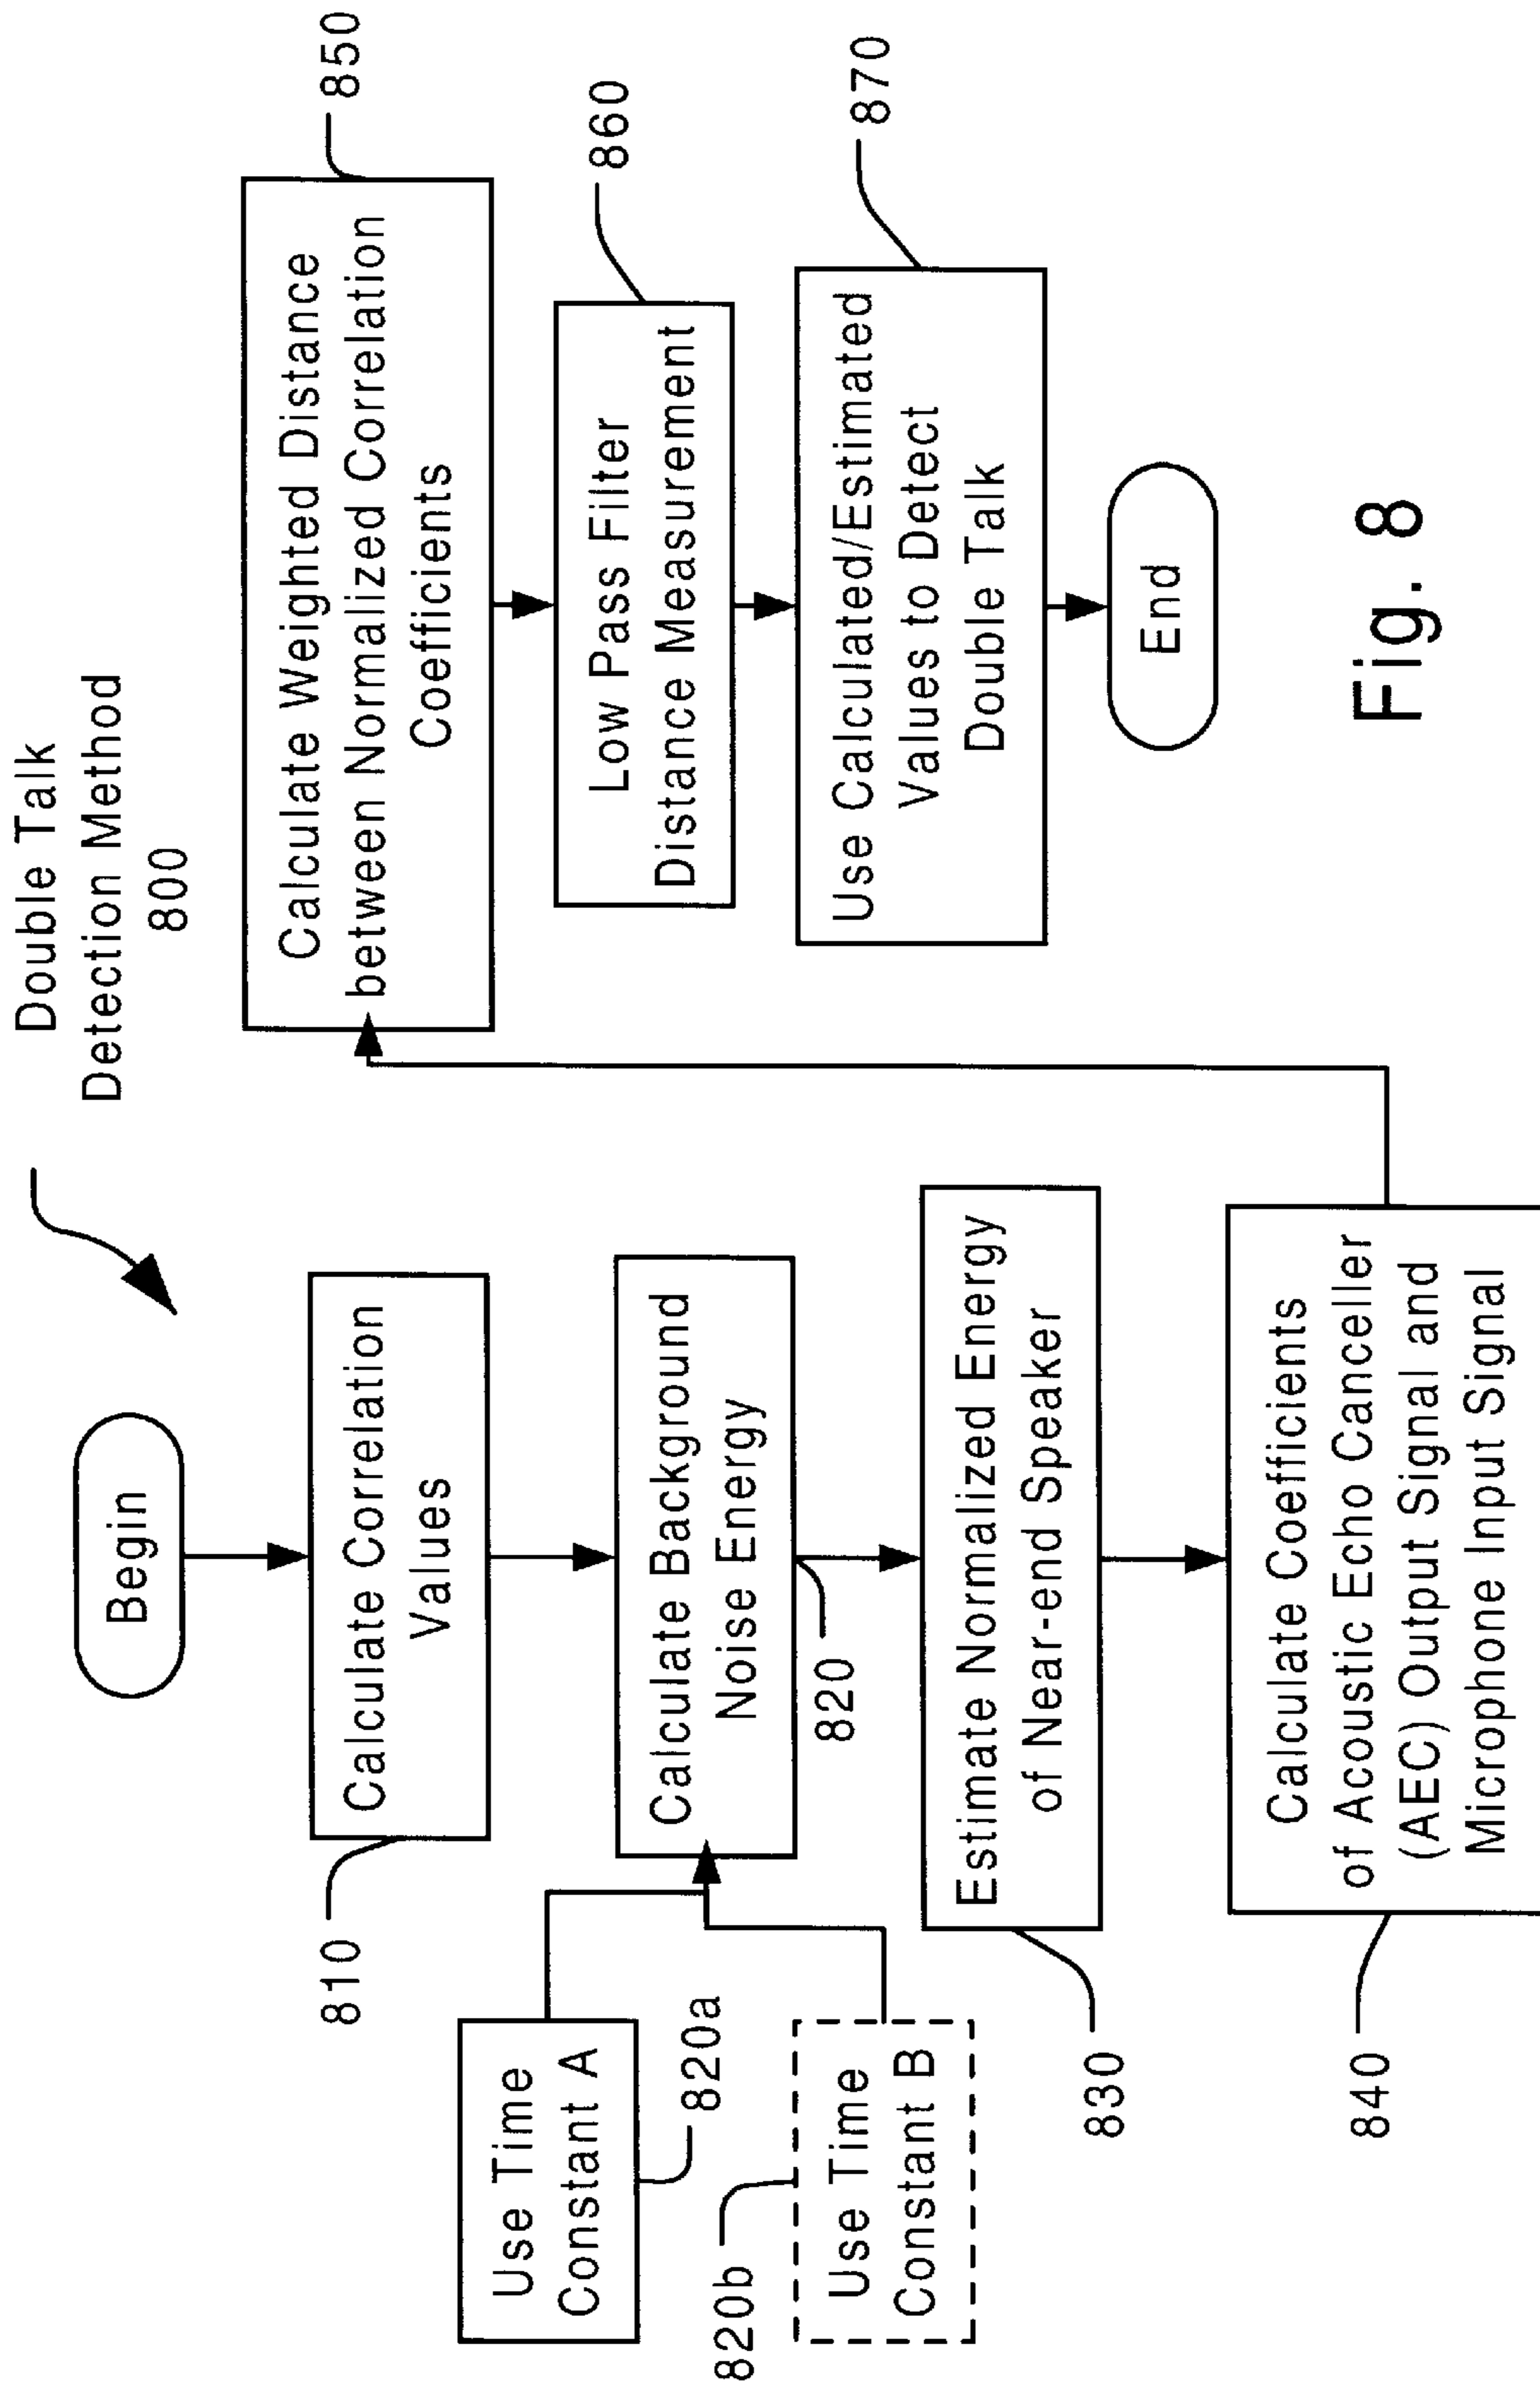 Double Talk
Detection Method
800
Begin
Calculate Correlation
Values
810
Use Time
Constant A
820a
Use Time
Constant B
820b
Calculate Background
Noise Energy
820
Estimate Normalized Energy
of Near-end Speaker
830
Calculate Coefficients
of Acoustic Echo Canceller
(AEC) Output Signal and
Microphone Input Signal
840
Calculate Weighted Distance
between Normalized Correlation
Coefficients
850
Low Pass Filter
Distance Measurement
860
Use Calculated/Estimated
Values to Detect
Double Talk
870
End
Fig. 8